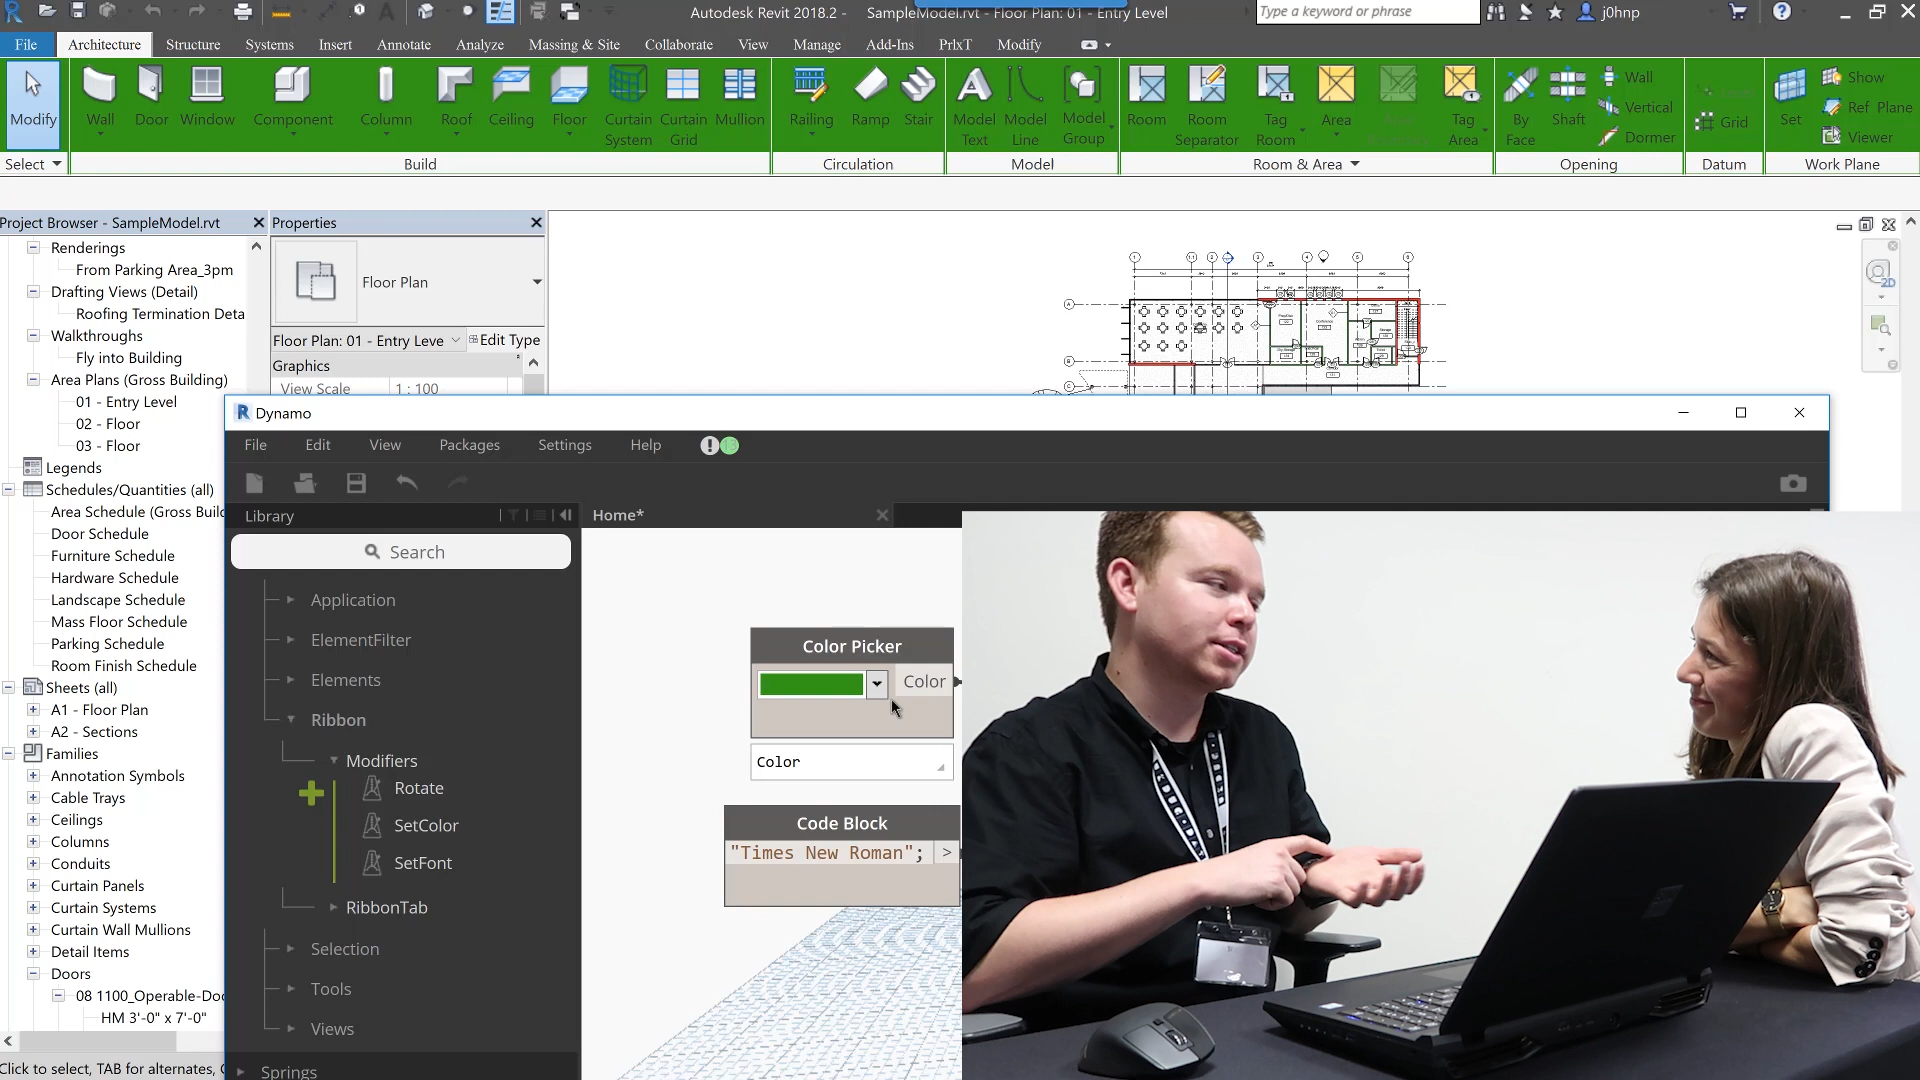 Autodesk Revit 2018.2 - SampleModel.rvt - Floor Plan: 01 - Entry Level
Type a keyword or phrase
j0hnp
File Architecture Structure Systems Insert Annotate Analyze Massing & Site Collaborate View Manage Add-Ins PrlxT Modify
Modify Wall Door Window Component Column Roof Ceiling Floor Curtain System Curtain Grid Mullion Railing Ramp Stair Model Text Model Line Model Group Room Room Separator Tag Room Area Tag Area By Face Shaft Wall Vertical Dormer Grid Set Show Ref Plane Viewer
Select Build Circulation Model Room & Area Opening Datum Work Plane
Project Browser - SampleModel.rvt
Renderings
From Parking Area_3pm
Drafting Views (Detail)
Roofing Termination Deta
Walkthroughs
Fly into Building
Area Plans (Gross Building)
01 - Entry Level
02 - Floor
03 - Floor
Legends
Schedules/Quantities (all)
Area Schedule (Gross Build
Door Schedule
Furniture Schedule
Hardware Schedule
Landscape Schedule
Mass Floor Schedule
Parking Schedule
Room Finish Schedule
Sheets (all)
A1 - Floor Plan
A2 - Sections
Families
Annotation Symbols
Cable Trays
Ceilings
Columns
Conduits
Curtain Panels
Curtain Systems
Curtain Wall Mullions
Detail Items
Doors
08 1100_Operable-Doo
HM 3'-0" x 7'-0"
Click to select, TAB for alternates, C
Properties
Floor Plan
Floor Plan: 01 - Entry Leve
Edit Type
Graphics
View Scale 1 : 100
2D
Dynamo
File Edit View Packages Settings Help
Library
Home*
Search
Application
ElementFilter
Elements
Ribbon
Modifiers
Rotate
SetColor
SetFont
RibbonTab
Selection
Tools
Views
Springs
Color Picker
Color
Color
Code Block
"Times New Roman"; >